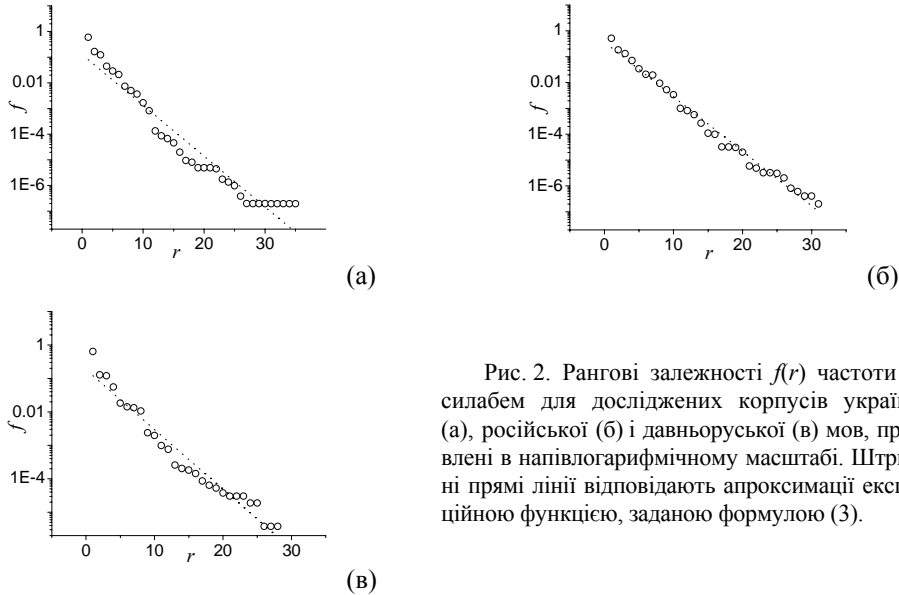 1
0.01
f
1E-4
1E-6
0 10 20 30
r
(а)
1
0.01
f
1E-4
1E-6
0 10 20 30
r
(б)
1
0.01
f
1E-4
0 10 20 30
r
(в)
Рис. 2. Рангові залежності f(r) частоти
силабем для досліджених корпусів украї
(а), російської (б) і давньоруської (в) мов, пр
влені в напівлогарифмічному масштабі. Штри
ні прямі лінії відповідають апроксимації експ
ційною функцією, заданою формулою (3).